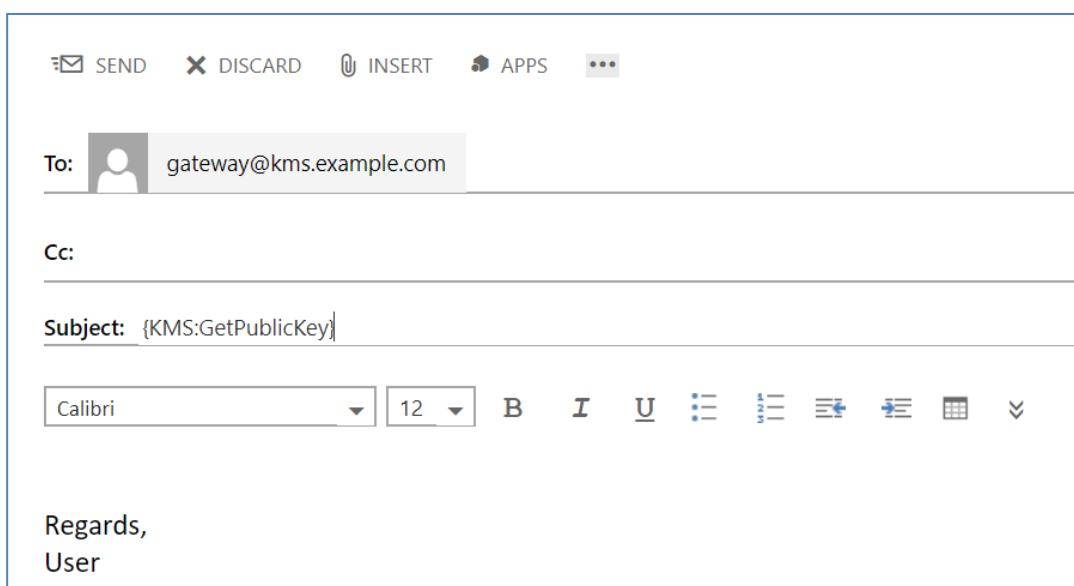 SEND DISCARD INSERT APPS •••
To: gateway@kms.example.com
Cc:
Subject: {KMS:GetPublicKey}
Calibri 12 B I U
Regards,
User